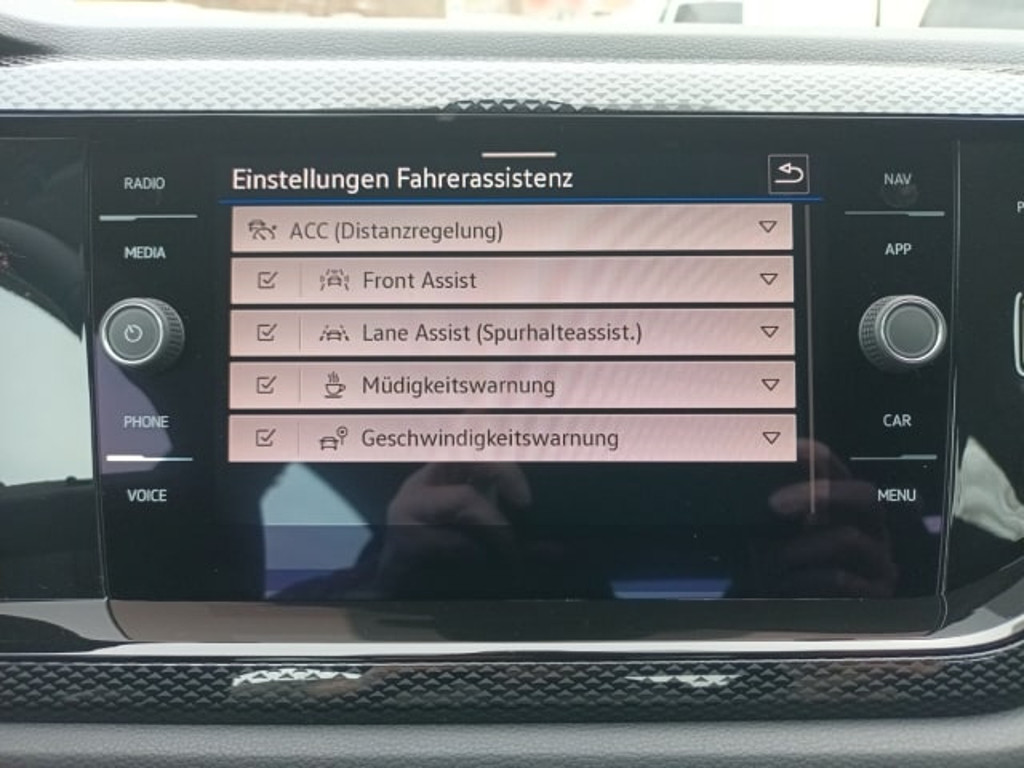 RADIO
MEDIA
PHONE
VOICE
Einstellungen Fahrerassistenz
ACC (Distanzregelung)
Front Assist
Lane Assist (Spurhalteassist.)
Müdigkeitswarnung
Geschwindigkeitswarnung
NAV
APP
CAR
MENU